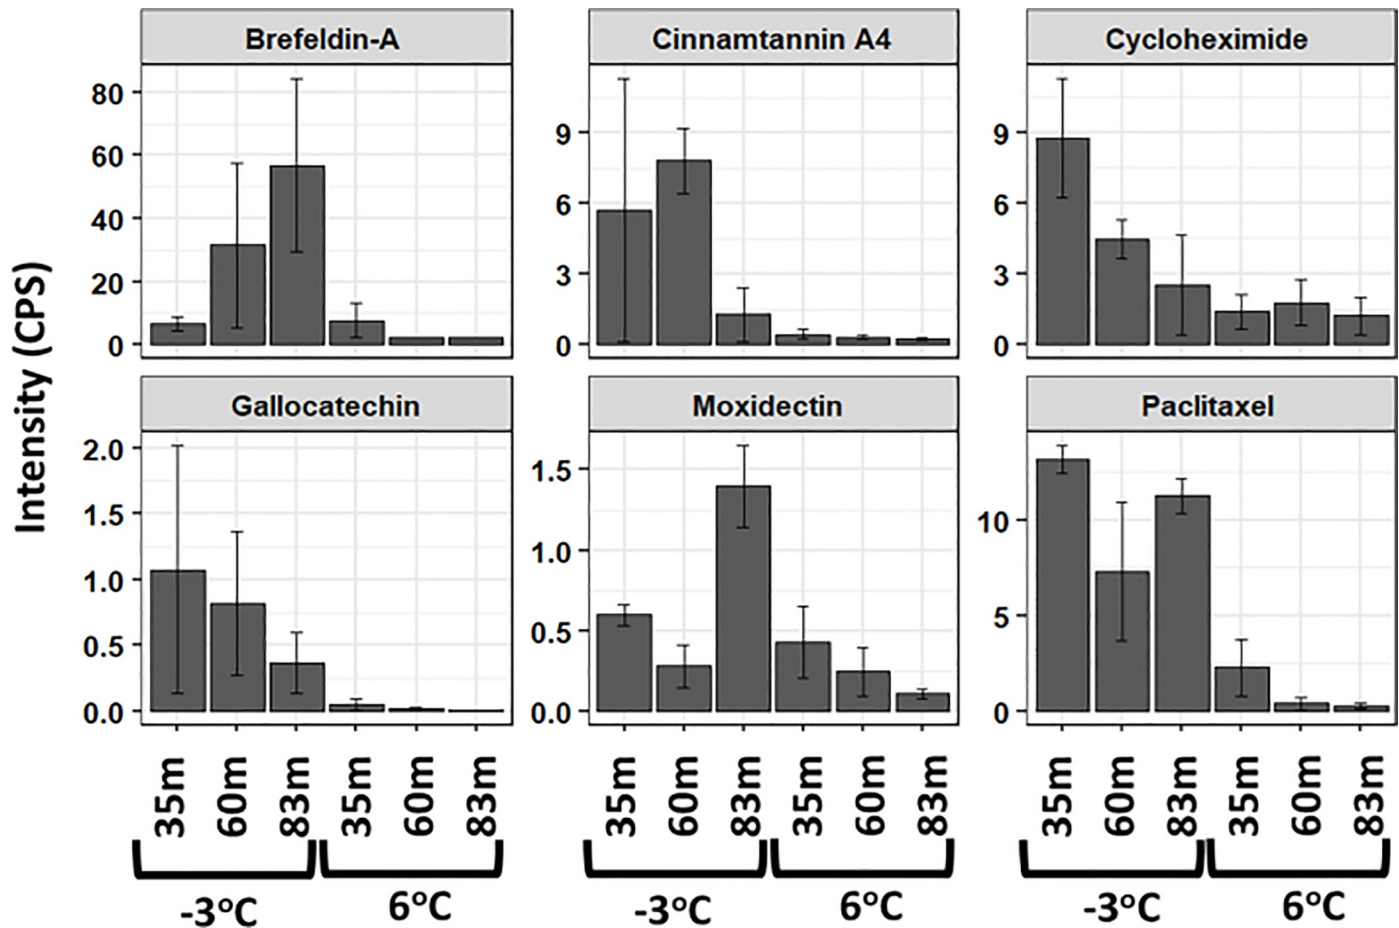 Brefeldin-A
Cinnamtannin A4
Cycloheximide
80
60
40
20
0
9
6
3
0
9
6
3
0
Intensity (CPS)
Gallocatechin
Moxidectin
Paclitaxel
2.0
1.5
1.0
0.5
0.0
1.5
1.0
0.5
0.0
10
5
0
35m 60m 83m 35m 60m 83m
35m 60m 83m 35m 60m 83m
35m 60m 83m 35m 60m 83m
-3°C 6°C
-3°C 6°C
-3°C 6°C